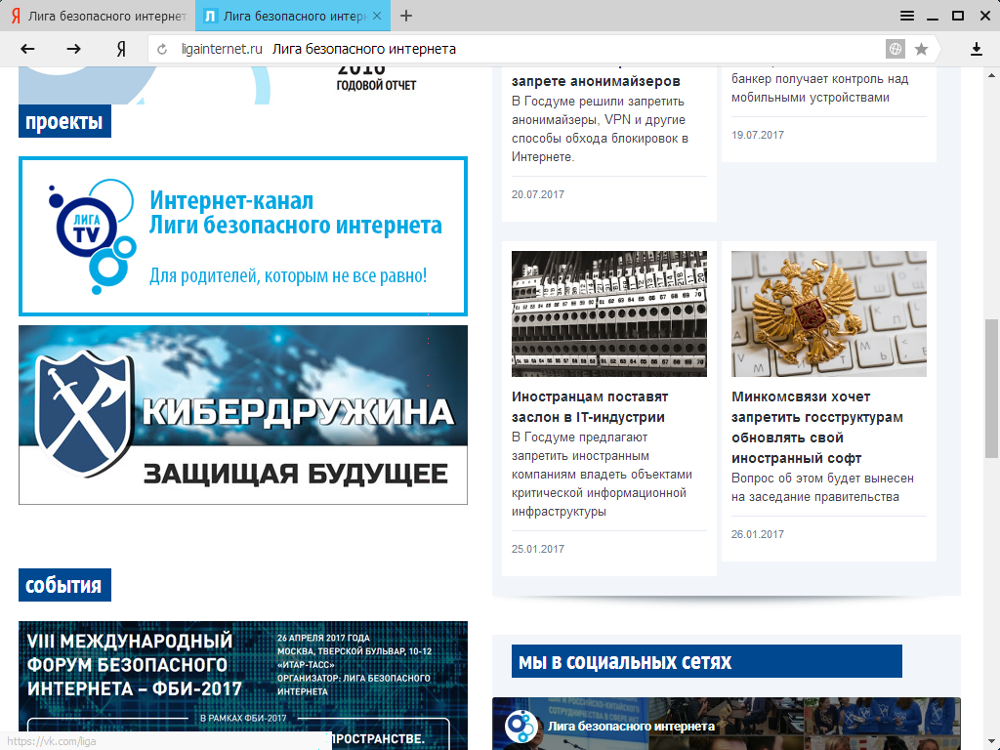 Лига безопасного интернет
Лига безопасного интерн
ligainternet.ru Лига безопасного интернета
2016
ГОДОВОЙ ОТЧЕТ
проекты
ЛИГА
TV
Интернет-канал
Лиги безопасного интернета
Для родителей, которым не все равно!
КИБЕРДРУЖИНА
ЗАЩИЩАЯ БУДУЩЕЕ
события
VIII МЕЖДУНАРОДНЫЙ
ФОРУМ БЕЗОПАСНОГО
ИНТЕРНЕТА – ФБИ-2017
26 АПРЕЛЯ 2017 ГОДА
МОСКВА, ТВЕРСКОЙ БУЛЬВАР, 10-12
«ИТАР-ТАСС»
ОРГАНИЗАТОР: ЛИГА БЕЗОПАСНОГО
ИНТЕРНЕТА
В РАМКАХ ФБИ-2017
ПРОСТРАНСТВЕ.
https://vk.com/liga
запрете анонимайзеров
В Госдуме решили запретить
анонимайзеры, VPN и другие
способы обхода блокировок в
Интернете.
20.07.2017
банкер получает контроль над
мобильными устройствами
19.07.2017
Иностранцам поставят
заслон в IT-индустрии
В Госдуме предлагают
запретить иностранным
компаниям владеть объектами
критической информационной
инфраструктуры
25.01.2017
Минкомсвязи хочет
запретить госструктурам
обновлять свой
иностранный софт
Вопрос об этом будет вынесен
на заседание правительства
26.01.2017
мы в социальных сетях
Лига безопасного интернета